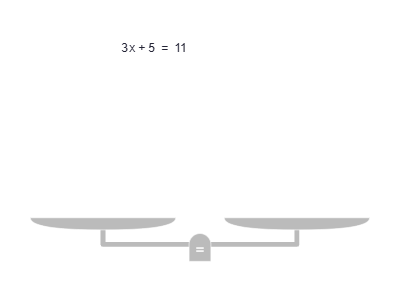 3x + 5 = 11
=